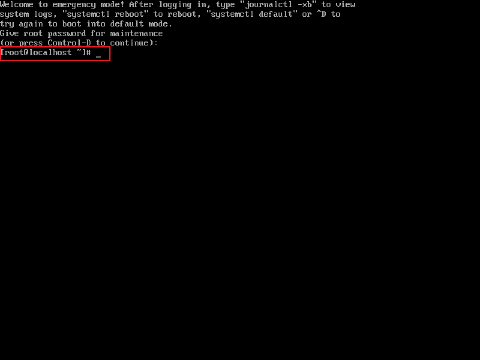 Welcome to emergency mode! After logging in, type "journalctl -xb" to view
system logs, "systemctl reboot" to reboot, "systemctl default" or ^D to
try again to boot into default mode.
Give root password for maintenance
(or press Control-D to continue):
[root@localhost ~]# _